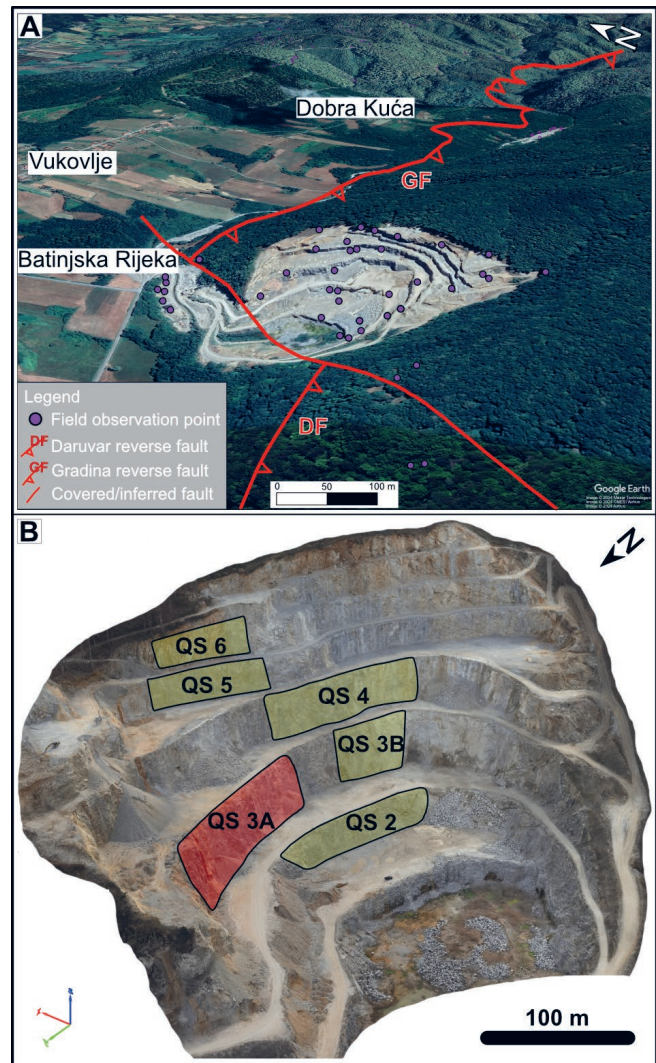 A
N
Dobra Kuća
Vukovlje
GF
Batinjska Rijeka
Legend
Field observation point
DF Daruvar reverse fault
GF Gradina reverse fault
Covered/inferred fault
DF
0 50 100 m
Google Earth
B
N
QS 6
QS 5
QS 4
QS 3B
QS 3A
QS 2
100 m